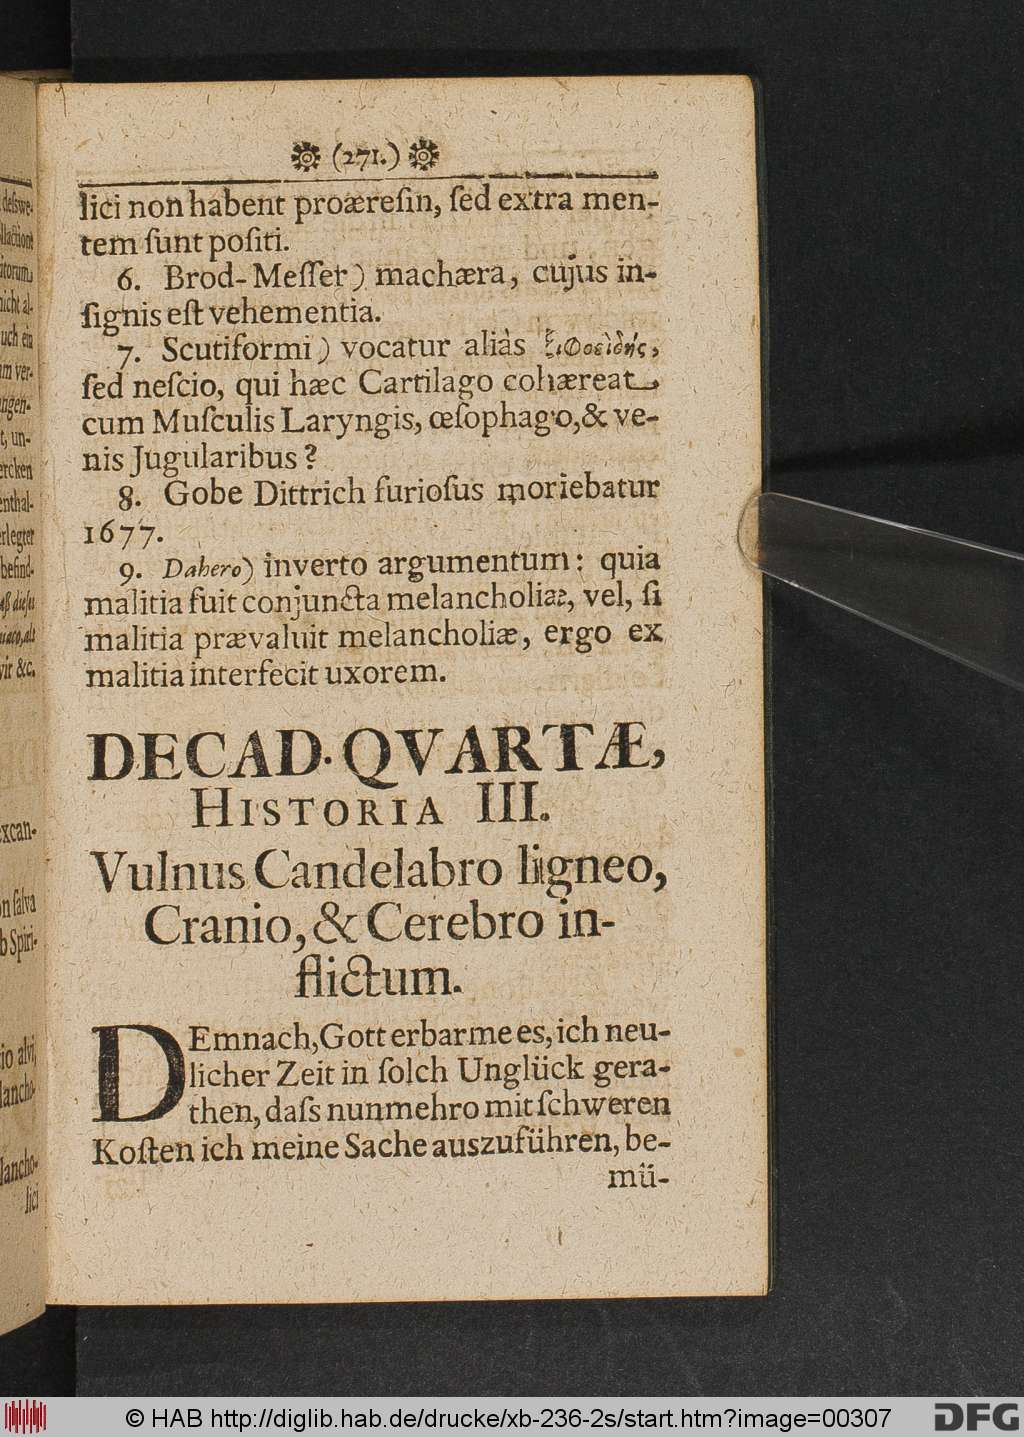 (271.)
lici non habent proæresin, sed extra men-
tem sunt positi.
6. Brod-Messer) machæra, cujus in-
signis est vehementia.
7. Scutiformi) vocatur aliàs ξιφοειδής,
sed nescio, qui hæc Cartilago cohæreat
cum Musculis Laryngis, œsophago, & ve-
nis Jugularibus?
8. Gobe Dittrich furiosus moriebatur
1677.
9. Dahero) inverto argumentum: quia
malitia fuit conjuncta melancholiæ, vel, si
malitia prævaluit melancholiæ, ergo ex
malitia interfecit uxorem.
DECAD. QVARTÆ,
HISTORIA III.
Vulnus Candelabro ligneo,
Cranio, & Cerebro in-
flictum.
DEmnach, Gott erbarme es, ich neu-
licher Zeit in solch Unglück gera-
then, dass nunmehro mit schweren
Kosten ich meine Sache auszuführen, be-
mü-
© HAB http://diglib.hab.de/drucke/xb-236-2s/start.htm?image=00307
DFG